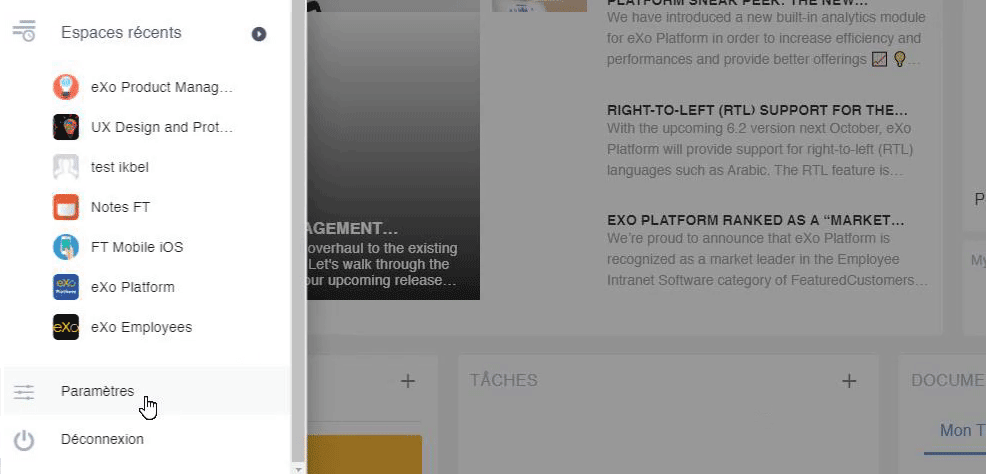 Espaces récents
eXo Product Manag...
UX Design and Prot...
test ikbel
Notes FT
FT Mobile iOS
eXo
Platform
eXo Platform
eXo
eXo Employees
Paramètres
Déconnexion
AGEMENT...
overhaul to the existing
Let's walk through the
our upcoming release...
PLATFORM SNEAK PEEK: THE NEW...
We have introduced a new built-in analytics module
for eXo Platform in order to increase efficiency and
performances and provide better offerings 📈 💡...
RIGHT-TO-LEFT (RTL) SUPPORT FOR THE...
With the upcoming 6.2 version next October, eXo
Platform will provide support for right-to-left (RTL)
languages such as Arabic. The RTL feature is...
EXO PLATFORM RANKED AS A “MARKET...
We're proud to announce that eXo Platform is
recognized as a market leader in the Employee
Intranet Software category of FeaturedCustomers...
P
My
+
TÂCHES
+
DOCUME
Mon T